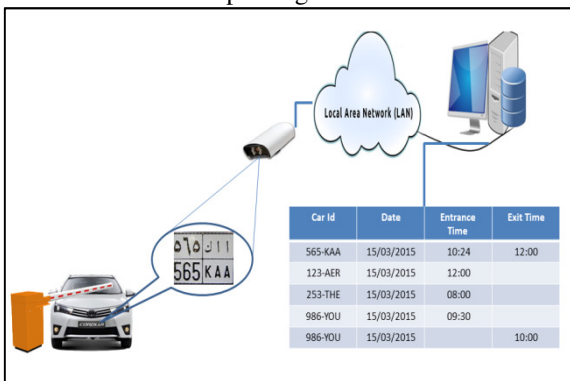 Local Area Network (LAN)
٥٦٥ ا ا ك
565 KAA
Car Id Date Entrance Time Exit Time
565-KAA 15/03/2015 10:24 12:00
123-AER 15/03/2015 12:00
253-THE 15/03/2015 08:00
986-YOU 15/03/2015 09:30
986-YOU 15/03/2015 10:00